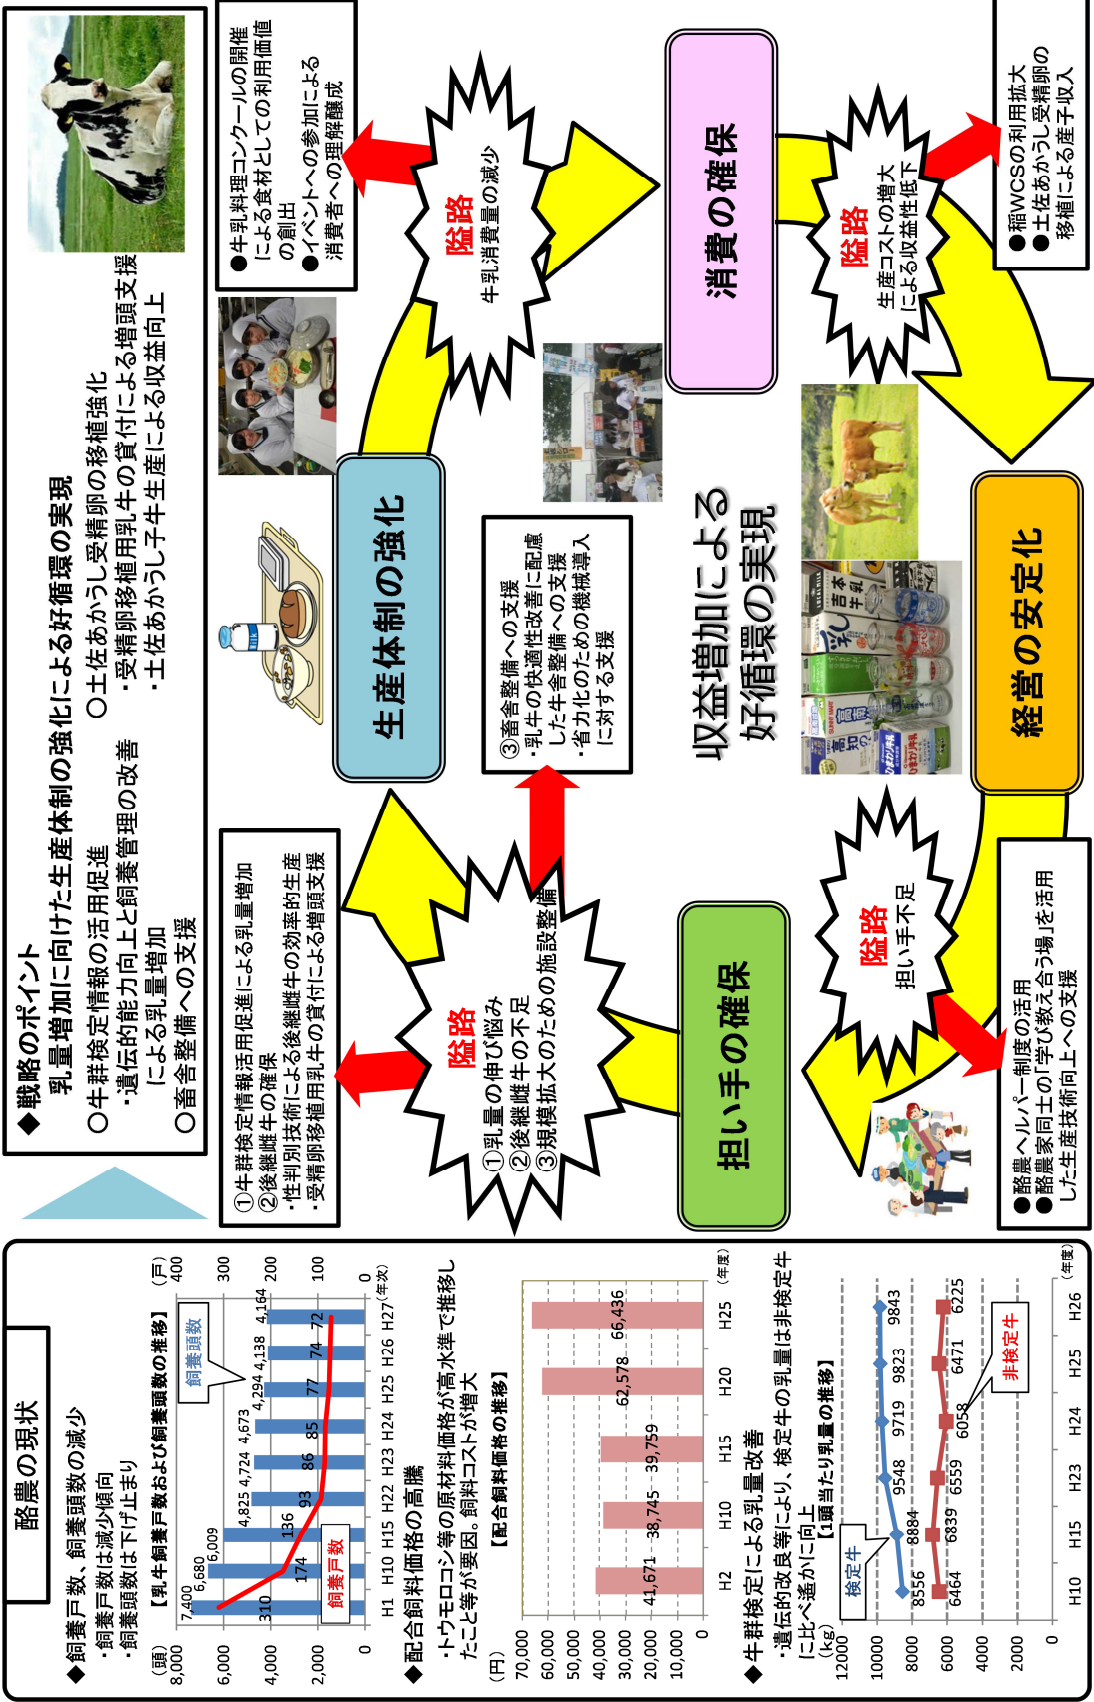 酪農の現状
◆飼養戸数、飼養頭数の減少
・飼養戸数は減少傾向
・飼養頭数は下げ止まり
【乳牛飼養戸数および飼養頭数の推移】
(頭)
(戸)
8,000
6,000
4,000
2,000
0
400
300
200
100
0
飼養頭数
7,400
6,680
6,009
4,825
4,724
4,673
4,294
4,138
4,164
310
174
136
93
86
85
77
74
72
飼養戸数
H1
H10
H15
H22
H23
H24
H25
H26
H27
(年次)
◆配合飼料価格の高騰
・トウモロコシ等の原材料価格が高水準で推移し
たこと等が要因。飼料コストが増大
【配合飼料価格の推移】
(円)
70,000
60,000
50,000
40,000
30,000
20,000
10,000
0
41,671
38,745
39,759
62,578
66,436
H2
H10
H15
H20
H25
(年度)
◆牛群検定による乳量改善
・遺伝的改良等により、検定牛の乳量は非検定牛
に比べ遥かに向上
【1頭当たり乳量の推移】
(kg)
12000
10000
8000
6000
4000
2000
0
検定牛
8556
8884
9548
9719
9823
9843
6464
6839
6559
6058
6471
6225
非検定牛
H10
H15
H23
H24
H25
H26
(年度)
◆戦略のポイント
乳量増加に向けた生産体制の強化による好循環の実現
○牛群検定情報の活用促進
・遺伝的能力向上と飼養管理の改善
による乳量増加
○畜舎整備への支援
○土佐あかうし受精卵の移植強化
・受精卵移植用乳牛の貸付による増頭支援
・土佐あかうし子牛生産による収益向上
①牛群検定情報活用促進による乳量増加
②後継雌牛の確保
・性判別技術による後継雌牛の効率的生産
・受精卵移植用乳牛の貸付による増頭支援
隘路
①乳量の伸び悩み
②後継雌牛の不足
③規模拡大のための施設整備
③畜舎整備への支援
・乳牛の快適性改善に配慮
した牛舎整備への支援
・省力化のための機械導入
に対する支援
生産体制の強化
●牛乳料理コンクールの開催
による食材としての利用価値
の創出
●イベントへの参加による
消費者への理解醸成
隘路
牛乳消費量の減少
消費の確保
隘路
生産コストの増大
による収益性低下
●稲WCSの利用拡大
●土佐あかうし受精卵の
移植による産子収入
収益増加による
好循環の実現
経営の安定化
隘路
担い手不足
●酪農ヘルパー制度の活用
●酪農家同士の「学び教え合う場」を活用
した生産技術向上への支援
担い手の確保